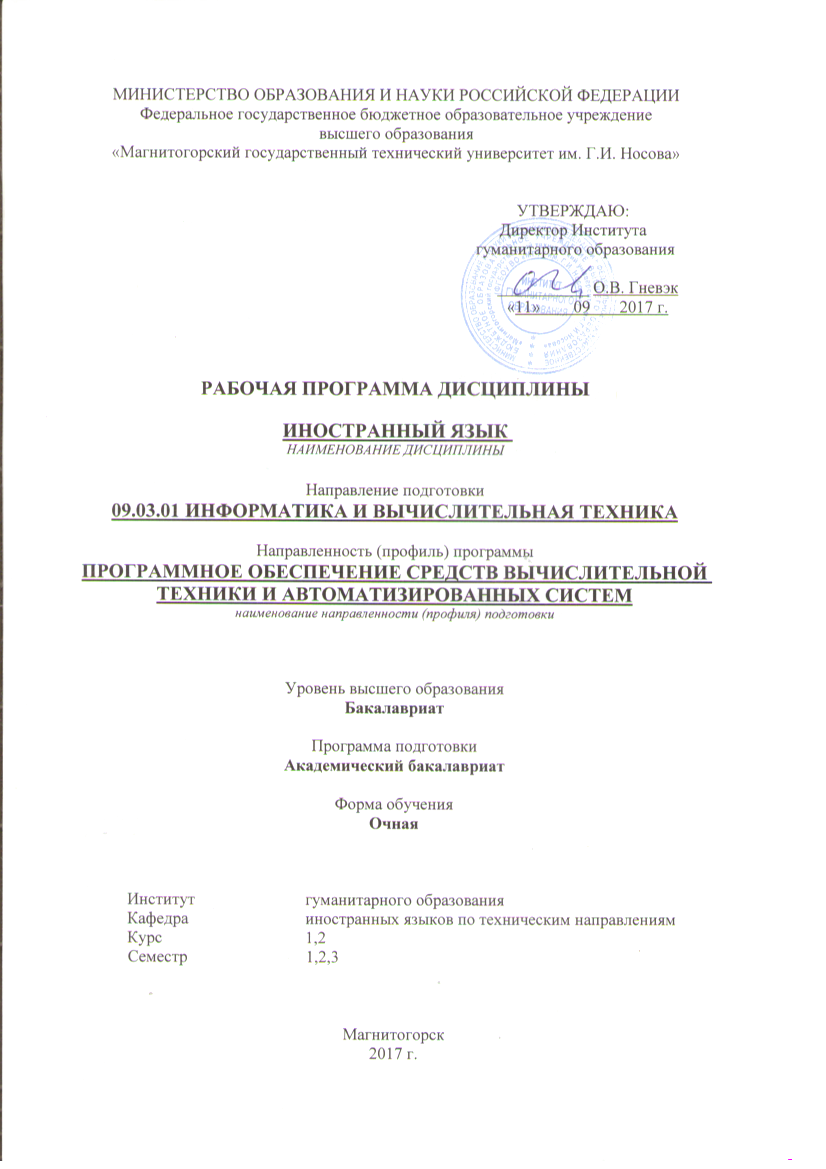 МИНИСТЕРСТВО ОБРАЗОВАНИЯ И НАУКИ РОССИЙСКОЙ ФЕДЕРАЦИИ
Федеральное государственное бюджетное образовательное учреждение
высшего образования
«Магнитогорский государственный технический университет им. Г.И. Носова»
УТВЕРЖДАЮ:
Директор Института
гуманитарного образования
О.В. Гневэк
«11» 09 2017 г.
ИНСТИТУТ
ГУМАНИТАРНОГО
ОБРАЗОВАНИЯ
РАБОЧАЯ ПРОГРАММА ДИСЦИПЛИНЫ
ИНОСТРАННЫЙ ЯЗЫК
НАИМЕНОВАНИЕ ДИСЦИПЛИНЫ
Направление подготовки
09.03.01 ИНФОРМАТИКА И ВЫЧИСЛИТЕЛЬНАЯ ТЕХНИКА
Направленность (профиль) программы
ПРОГРАММНОЕ ОБЕСПЕЧЕНИЕ СРЕДСТВ ВЫЧИСЛИТЕЛЬНОЙ
ТЕХНИКИ И АВТОМАТИЗИРОВАННЫХ СИСТЕМ
наименование направленности (профиля) подготовки
Уровень высшего образования
Бакалавриат
Программа подготовки
Академический бакалавриат
Форма обучения
Очная
Институт гуманитарного образования
Кафедра иностранных языков по техническим направлениям
Курс 1,2
Семестр 1,2,3
Магнитогорск
2017 г.